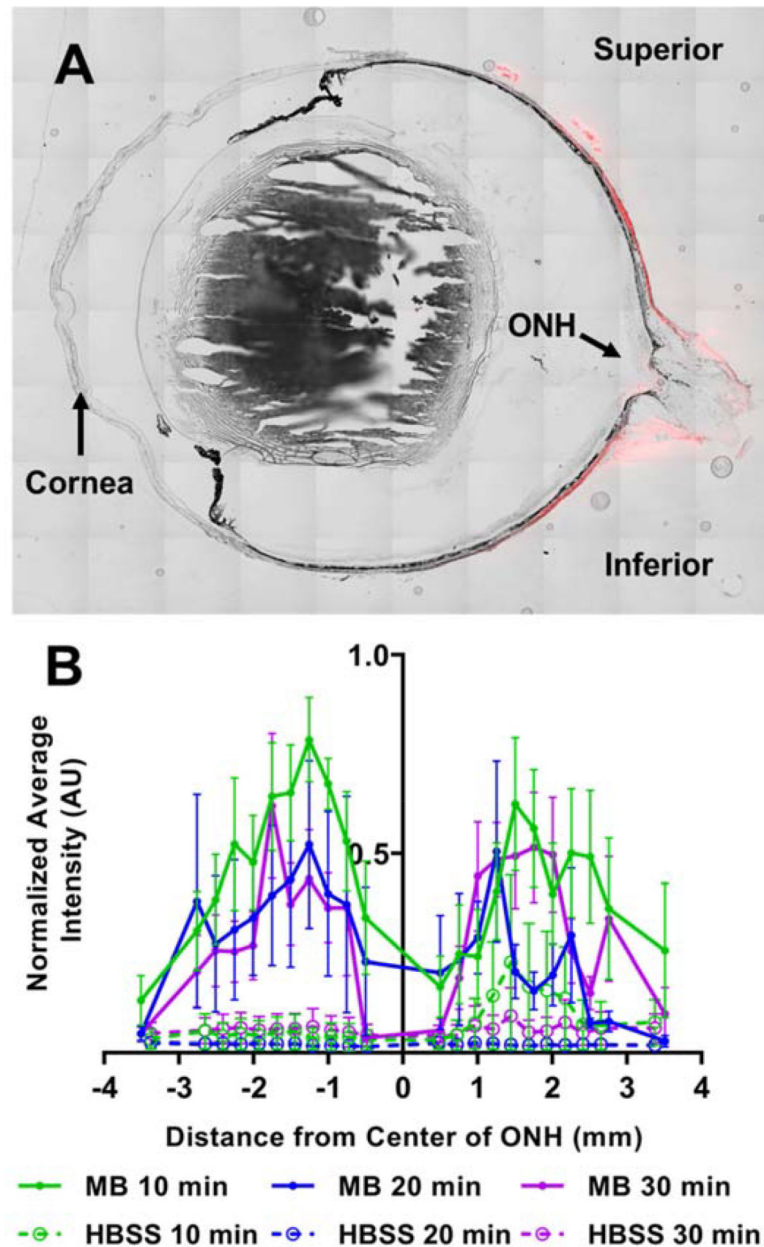 A
Superior
ONH
Cornea
Inferior
B
1.0
0.5
Normalized Average
Intensity (AU)
-4 -3 -2 -1 0 1 2 3 4
Distance from Center of ONH (mm)
MB 10 min MB 20 min MB 30 min
HBSS 10 min HBSS 20 min HBSS 30 min